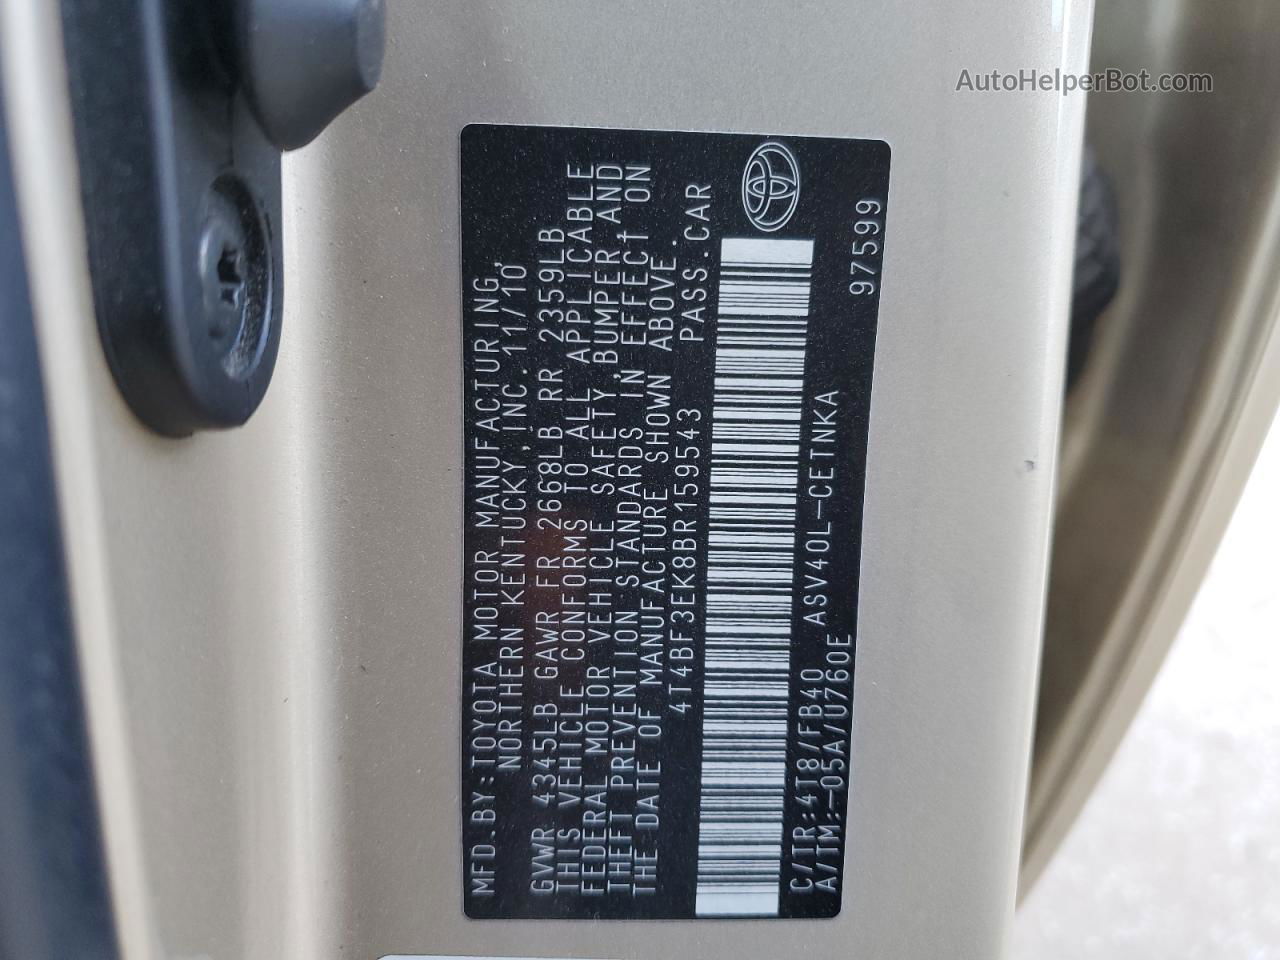 AutoHelperBot.com
MFD.BY:TOYOTA MOTOR MANUFACTURING,
NORTHERN KENTUCKY,INC. 11/10
GVWR 4345LB GAWR FR 2668LB RR 2359LB
THIS VEHICLE CONFORMS TO ALL APPLICABLE
FEDERAL MOTOR VEHICLE SAFETY,BUMPER,AND
THEFT PREVENTION STANDARDS IN EFFECT ON
THE DATE OF MANUFACTURE SHOWN ABOVE.
4T4BF3EK8BR159543 PASS.CAR
C/TR:4T8/FB40 ASV40L-CETNKA
A/TM:-05A/U760E 97599